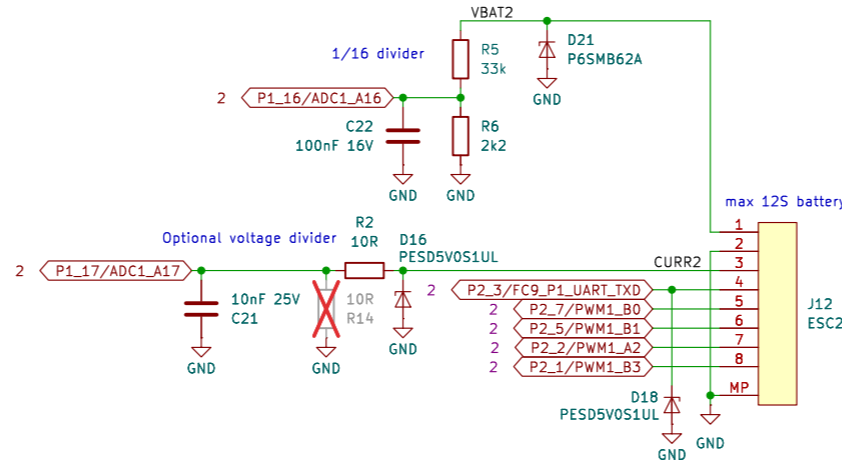 VBAT2
D21
P6SMB62A
GND
1/16 divider
R5
33k
2
P1_16/ADC1_A16
C22
100nF 16V
R6
2k2
GND
GND
max 12S battery
Optional voltage divider
R2
10R
D16
PESD5V0S1UL
CURR2
2
P1_17/ADC1_A17
10nF 25V
C21
10R
R14
GND
GND
GND
2
P2_3/FC9_P1_UART_TXD
2
P2_7/PWM1_B0
2
P2_5/PWM1_B1
2
P2_2/PWM1_A2
2
P2_1/PWM1_B3
1
2
3
4
5
6
7
8
MP
J12
ESC2
D18
PESD5V0S1UL
GND
GND